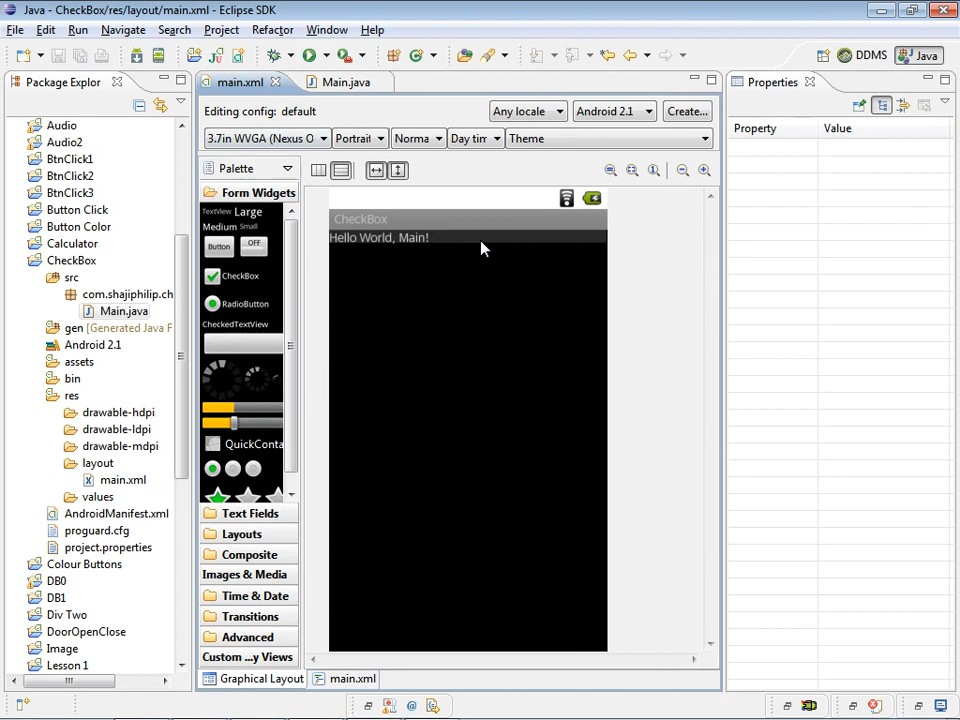 Java - CheckBox/res/layout/main.xml - Eclipse SDK
File Edit Run Navigate Search Project Refactor Window Help
DDMS Java
Package Explor
Audio
Audio2
BtnClick1
BtnClick2
BtnClick3
Button Click
Button Color
Calculator
CheckBox
src
com.shajiphilip.ch
Main.java
gen [Generated Java F
Android 2.1
assets
bin
res
drawable-hdpi
drawable-ldpi
drawable-mdpi
layout
main.xml
values
AndroidManifest.xml
proguard.cfg
project.properties
Colour Buttons
DB0
DB1
Div Two
DoorOpenClose
Image
Lesson 1
main.xml Main.java
Editing config: default Any locale Android 2.1 Create...
3.7in WVGA (Nexus O Portrait Norma Day tim Theme
Palette
Form Widgets
TextView Large
Medium Small
Button OFF
CheckBox
RadioButton
CheckedTextView
QuickConta
Text Fields
Layouts
Composite
Images & Media
Time & Date
Transitions
Advanced
Custom ...y Views
CheckBox
Hello World, Main!
Graphical Layout main.xml
Properties
Property Value